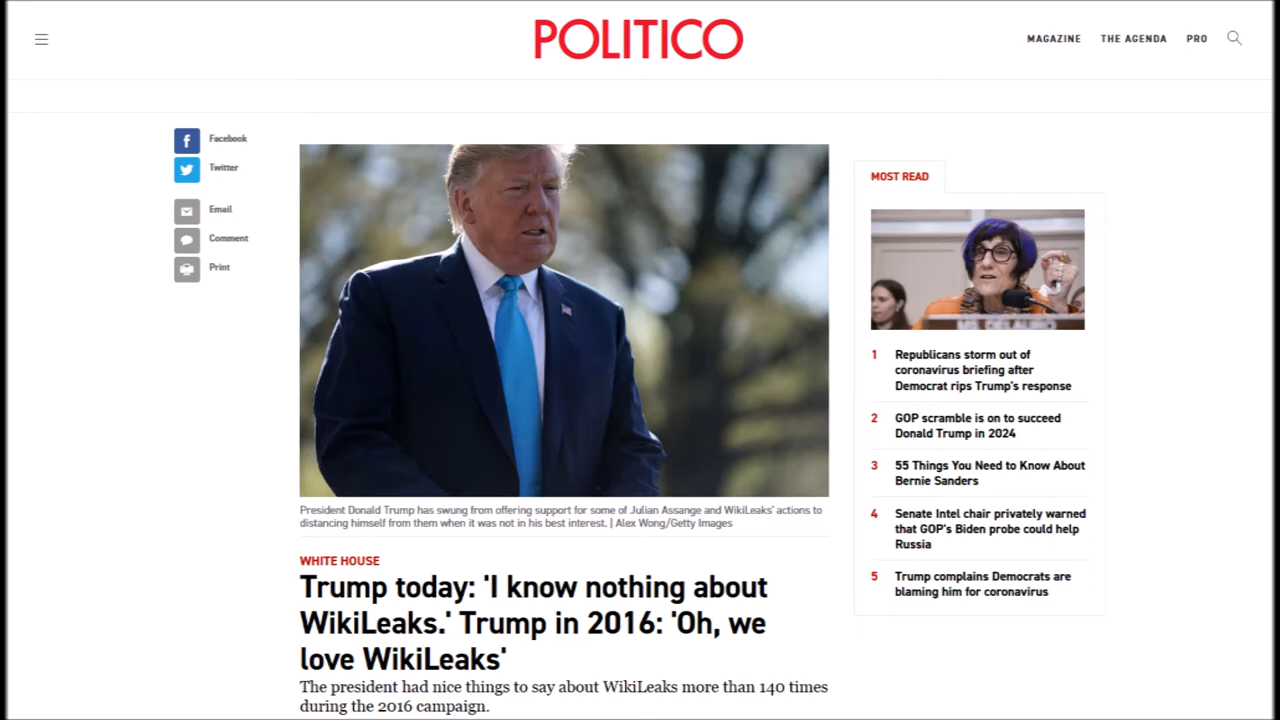 POLITICO
MAGAZINE THE AGENDA PRO
Facebook
Twitter
Email
Comment
Print
President Donald Trump has swung from offering support for some of Julian Assange and WikiLeaks' actions to
distancing himself from them when it was not in his best interest. | Alex Wong/Getty Images
WHITE HOUSE
Trump today: 'I know nothing about
WikiLeaks.' Trump in 2016: 'Oh, we
love WikiLeaks'
The president had nice things to say about WikiLeaks more than 140 times
during the 2016 campaign.
MOST READ
1 Republicans storm out of
coronavirus briefing after
Democrat rips Trump's response
2 GOP scramble is on to succeed
Donald Trump in 2024
3 55 Things You Need to Know About
Bernie Sanders
4 Senate Intel chair privately warned
that GOP's Biden probe could help
Russia
5 Trump complains Democrats are
blaming him for coronavirus